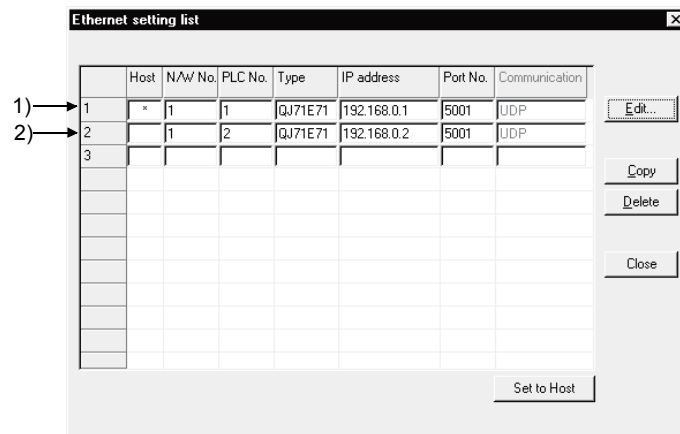 Ethernet setting list
Host N/W No. PLC No. Type IP address Port No. Communication
1) 1 * 1 1 QJ71E71 192.168.0.1 5001 UDP Edit...
2) 2 1 2 QJ71E71 192.168.0.2 5001 UDP
3
Copy
Delete
Close
Set to Host